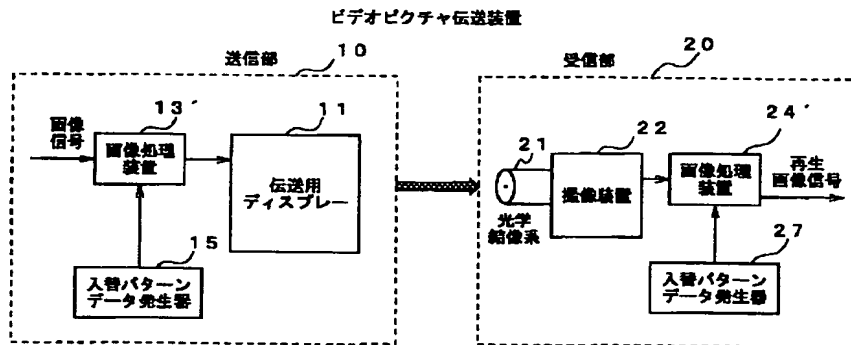 ビデオピクチャ伝送装置
送信部
10
受信部
20
画像
信号
13'
画像処理
装置
11
伝送用
ディスプレー
15
入替パターン
データ発生器
21
光学
結像系
22
撮像装置
24'
画像処理
装置
再生
画像信号
27
入替パターン
データ発生器